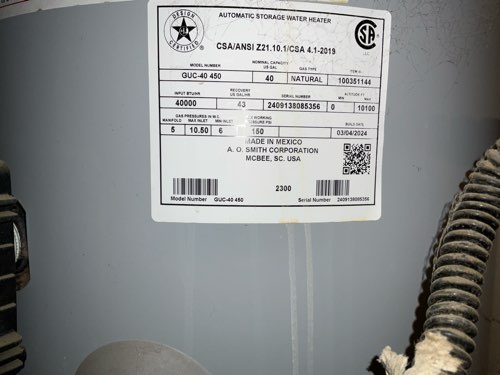 DESIGN
CERTIFIED
AUTOMATIC STORAGE WATER HEATER
CSA/ANSI Z21.10.1/CSA 4.1-2019
MODEL NUMBER NOMINAL CAPACITY US GAL GAS TYPE ITEM #
GUC-40 450 40 NATURAL 100351144
INPUT BTU/HR RECOVERY US GAL/HR SERIAL NUMBER ALTITUDE FT MIN MAX
40000 43 2409138085356 0 10100
GAS PRESSURES IN W.C. WORKING
MANIFOLD MAX INLET MIN INLET PSI BUILD DATE
5 10.50 6 150 03/04/2024
MADE IN MEXICO
A. O. SMITH CORPORATION
MCBEE, SC. USA
2300
Model Number GUC-40 450 Serial Number 2409138085356